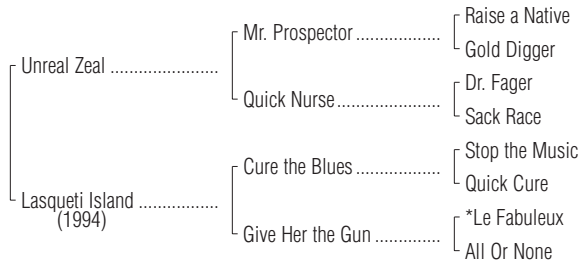 Raise a Native
Mr. Prospector ..................
Gold Digger
Unreal Zeal .......................
Dr. Fager
Quick Nurse ......................
Sack Race
Stop the Music
Cure the Blues ..................
Quick Cure
Lasqueti Island .................
(1994)
*Le Fabuleux
Give Her the Gun ..............
All Or None